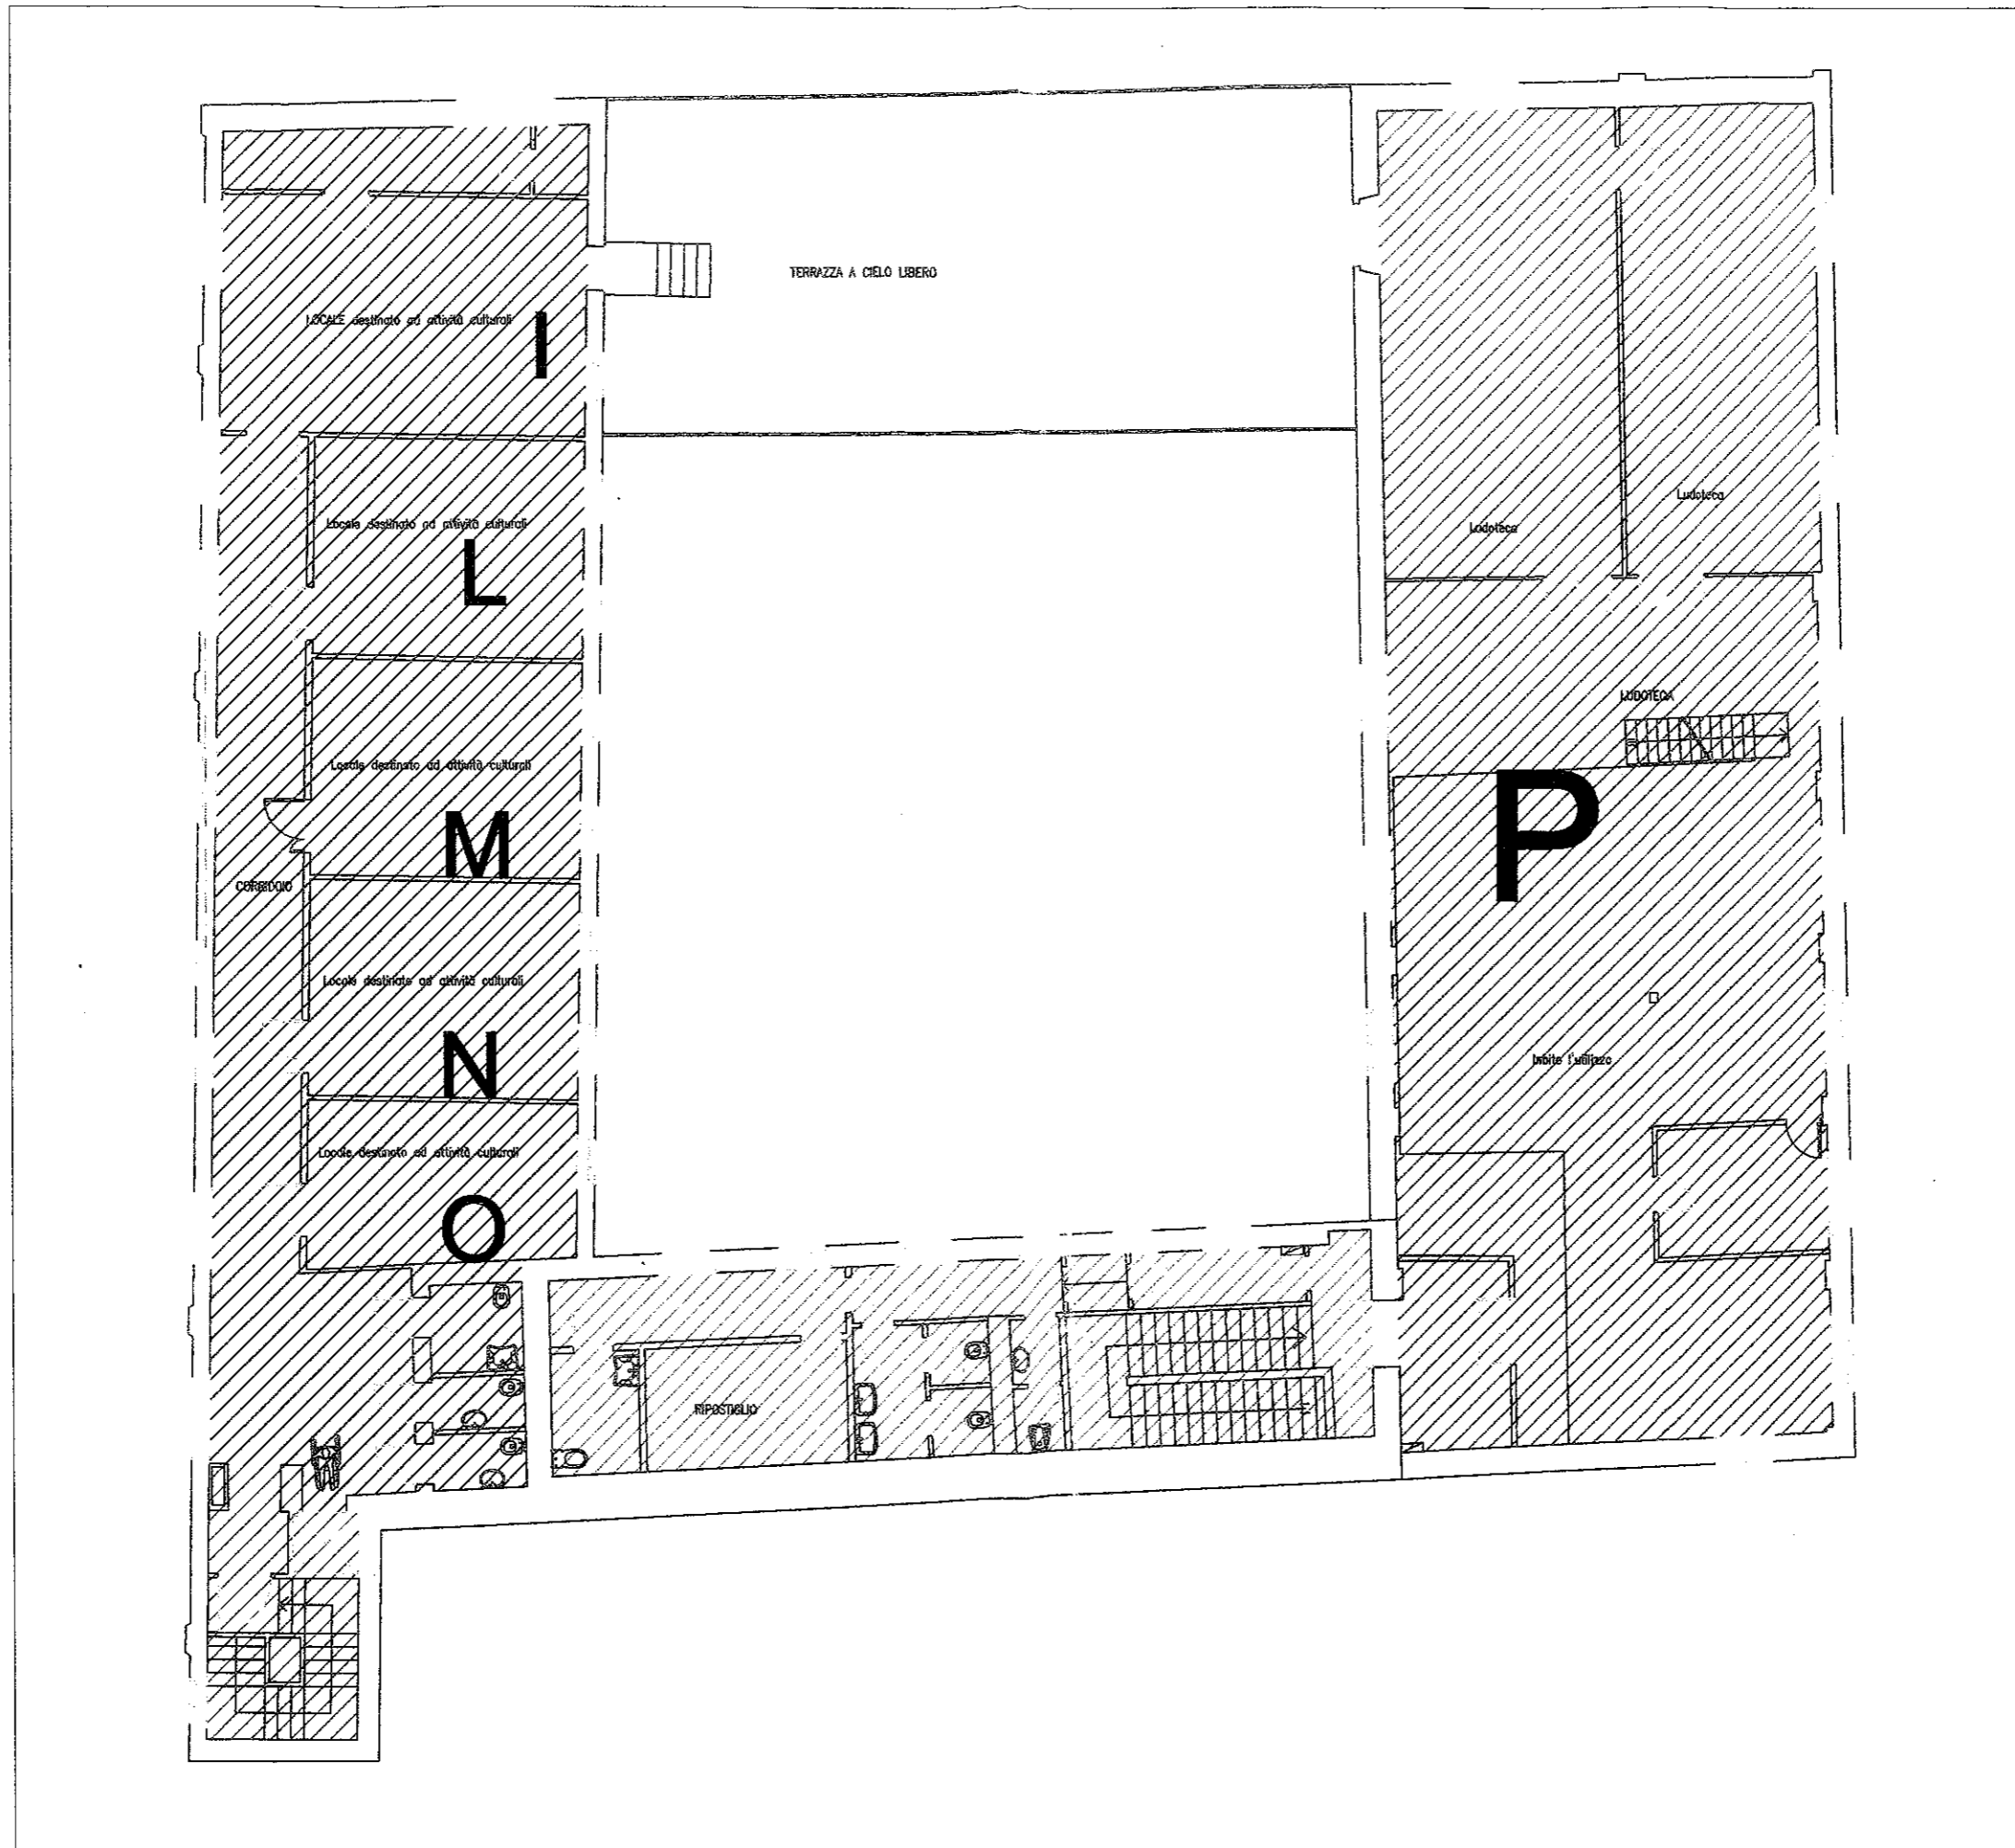 TERRAZZA A CIELO LIBERO
LOCALE destinato ad attività culturali
I
Locale destinato ad attività culturali
L
Locale destinato ad attività culturali
M
CORRIDOIO
Locale destinato ad attività culturali
N
Locale destinato ad attività culturali
O
RIPOSTIGLIO
Ludoteca
Ludoteca
LUDOTECA
P
l'utilizzo